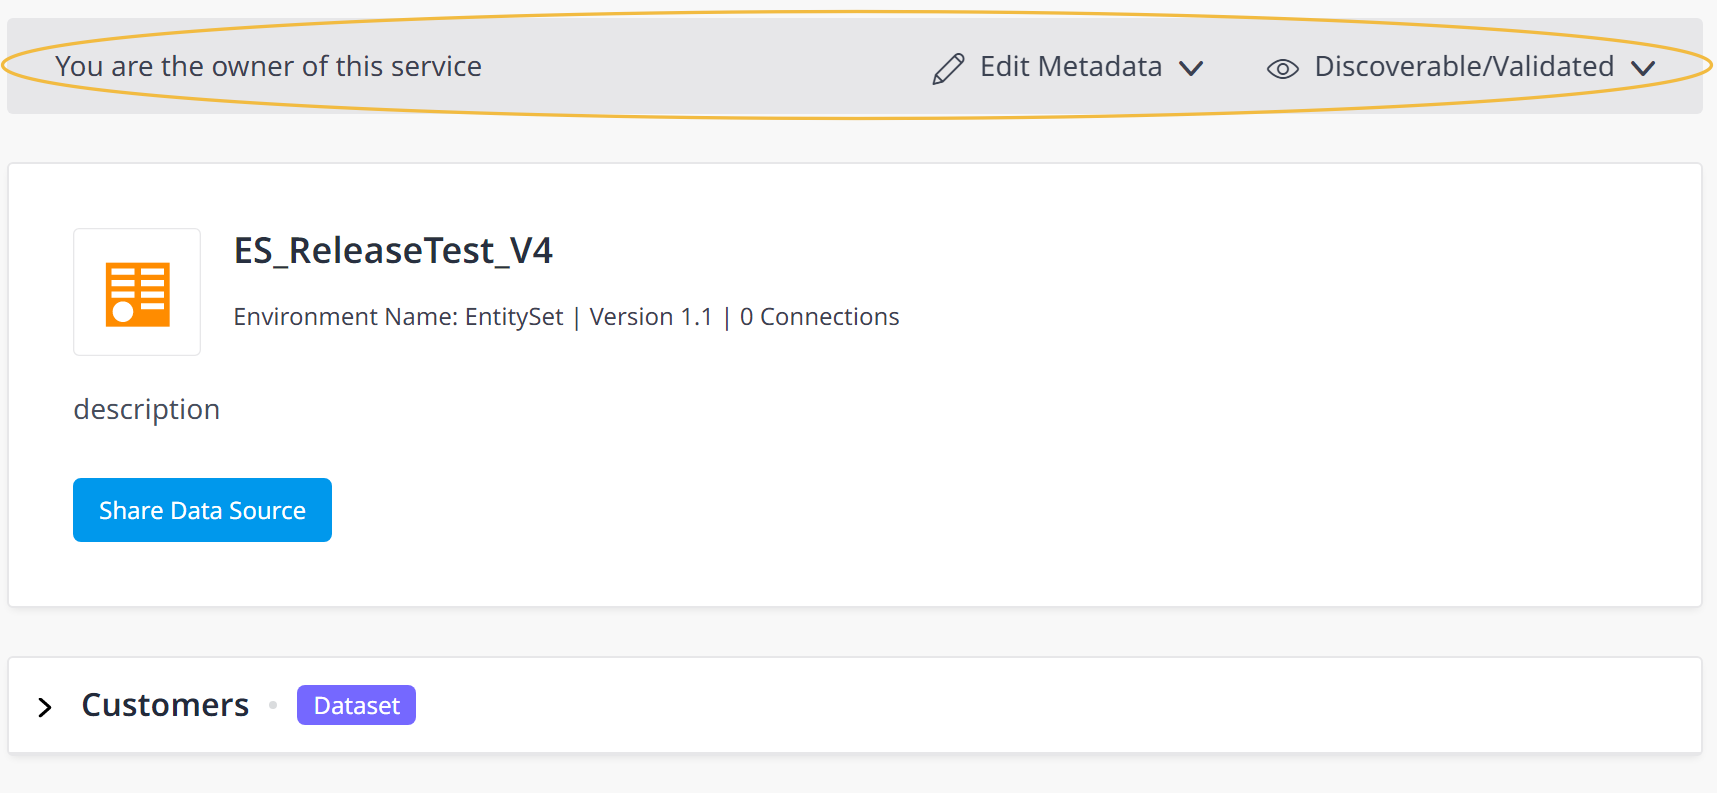 You are the owner of this service Edit Metadata Discoverable/Validated
ES_ReleaseTest_V4
Environment Name: EntitySet | Version 1.1 | 0 Connections
description
Share Data Source
Customers Dataset